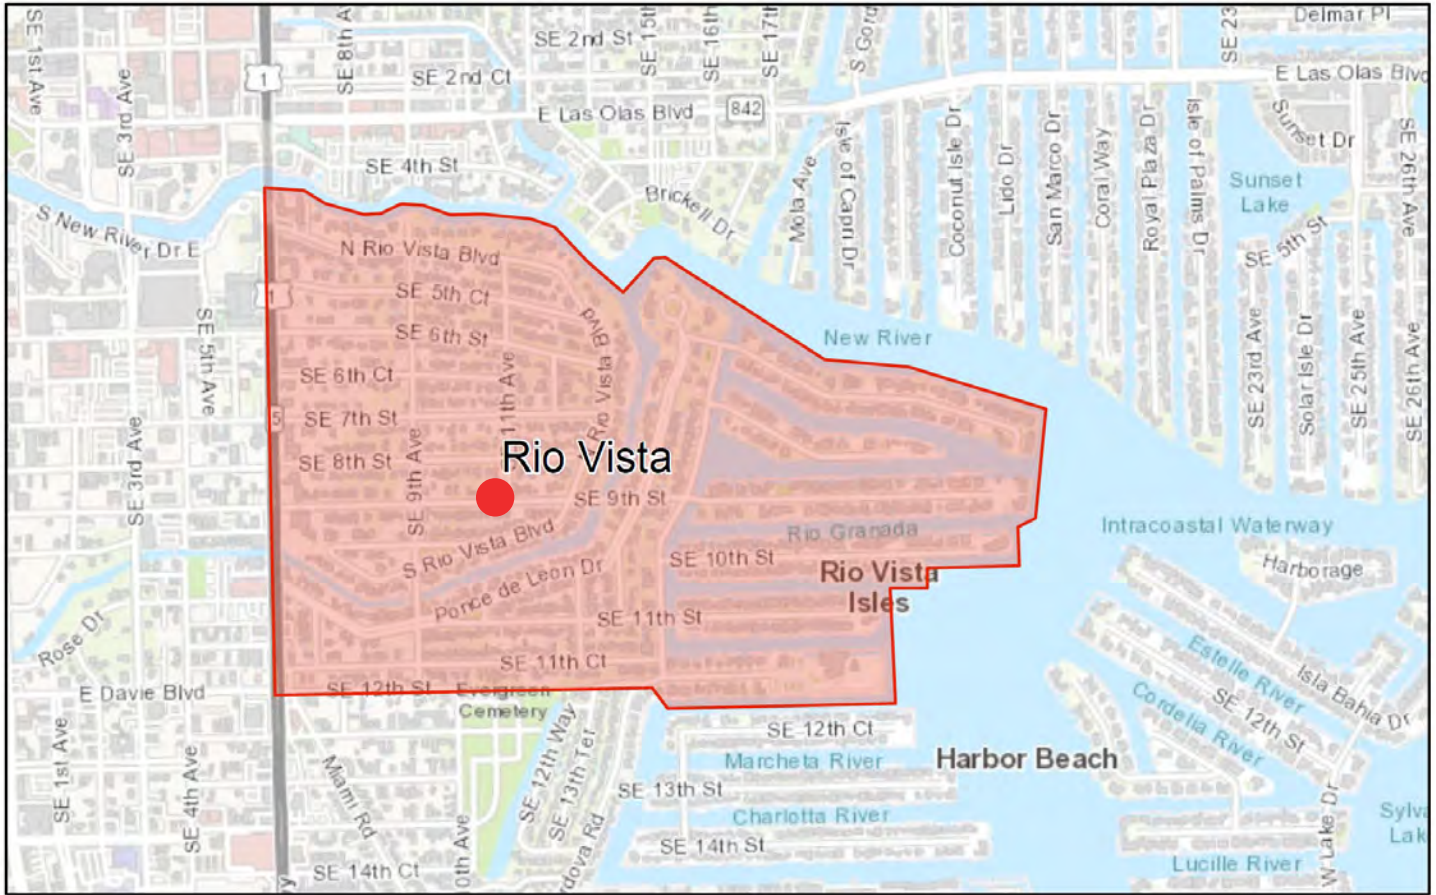 SE 1st Ave
SE 3rd Ave
1
SE 8th A
SE 2nd St
SE 2nd Ct
SE 15th
SE 16th
SE 17th
S Gord
SE 23
Delmar Pl
E Las Olas Blvd
E Las Olas Blvd
842
SE 4th St
Brickell Dr
Mola Ave
Isle of Capri Dr
Coconut Isle Dr
Lido Dr
San Marco Dr
Coral Way
Royal Plaza Dr
Isle of Palms Dr
Sunset Dr
SE 26th Ave
Sunset
Lake
SE 5th St
S New River Dr E
N Rio Vista Blvd
SE 5th Ct
1
SE 6th St
SE 5th Ave
Rio Vista Blvd
New River
SE 6th Ct
11th Ave
SE 7th St
5
SE 8th St
SE 3rd Ave
SE 9th Ave
Rio Vista
SE 9th St
SE 23rd Ave
Solar Isle Dr
SE 25th Ave
SE 26th Ave
Rio Granada
Intracoastal Waterway
S Rio Vista Blvd
SE 10th St
Rio Vista
Isles
Harborage
Ponce de Leon Dr
SE 11th St
Rose Dr
SE 11th Ct
E Davie Blvd
SE 12th St
Evergreen
Cemetery
Estelle River
Isla Bahia Dr
SE 12th St
Cordelia River
SE 1st Ave
SE 4th Ave
Miami Rd
SE 12th Way
SE 13th Ter
SE 12th Ct
Marcheta River
Harbor Beach
SE 13th St
Charlotta River
SE 14th St
SE 14th Ct
10th Ave
rdova Rd
W Lake Dr
Sylva
Lak
Lucille River